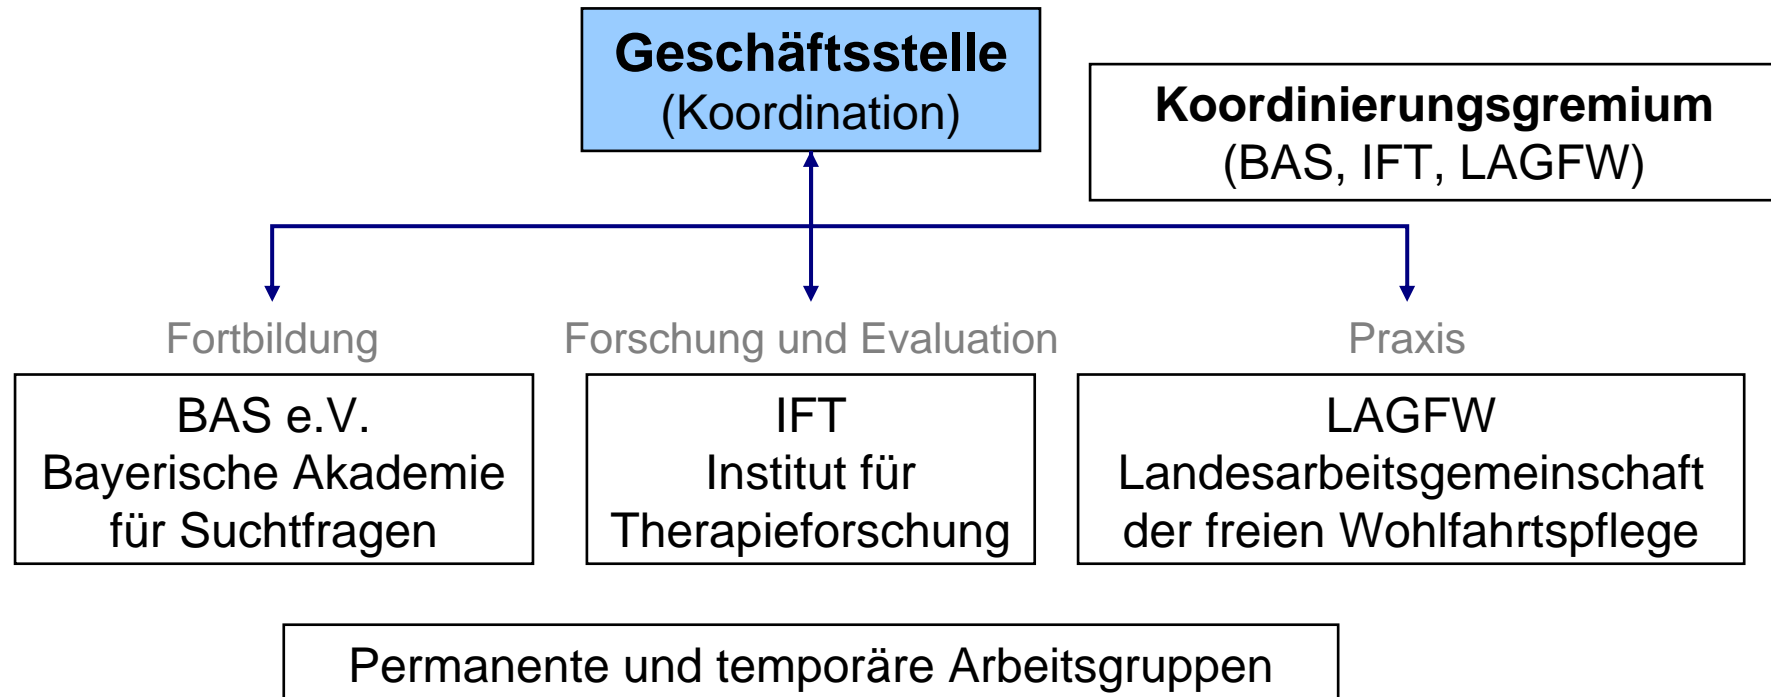 Geschäftsstelle
(Koordination)
Koordinierungsgremium
(BAS, IFT, LAGFW)
Fortbildung
Forschung und Evaluation
Praxis
BAS e.V.
Bayerische Akademie
für Suchtfragen
IFT
Institut für
Therapieforschung
LAGFW
Landesarbeitsgemeinschaft
der freien Wohlfahrtspflege
Permanente und temporäre Arbeitsgruppen